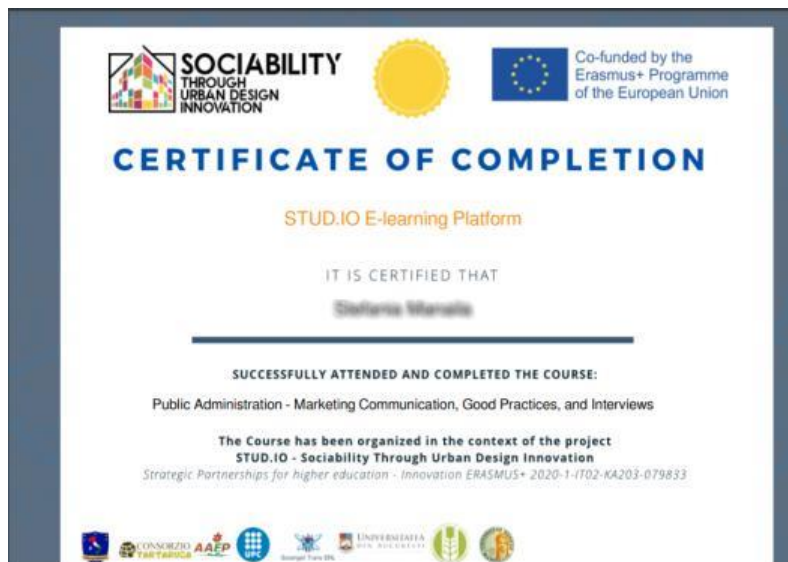 SOCIABILITY
THROUGH
URBAN DESIGN
INNOVATION
Co-funded by the
Erasmus+ Programme
of the European Union
CERTIFICATE OF COMPLETION
STUD.IO E-learning Platform
IT IS CERTIFIED THAT
SUCCESSFULLY ATTENDED AND COMPLETED THE COURSE:
Public Administration - Marketing Communication, Good Practices, and Interviews
The Course has been organized in the context of the project
STUD.IO - Sociability Through Urban Design Innovation
Strategic Partnerships for higher education - Innovation ERASMUS+ 2020-1-IT02-KA203-079833
CONSORZIO
TARTARUGA
AAEP
UPC
UNIVERSITATEA
DIN BUCUREȘTI